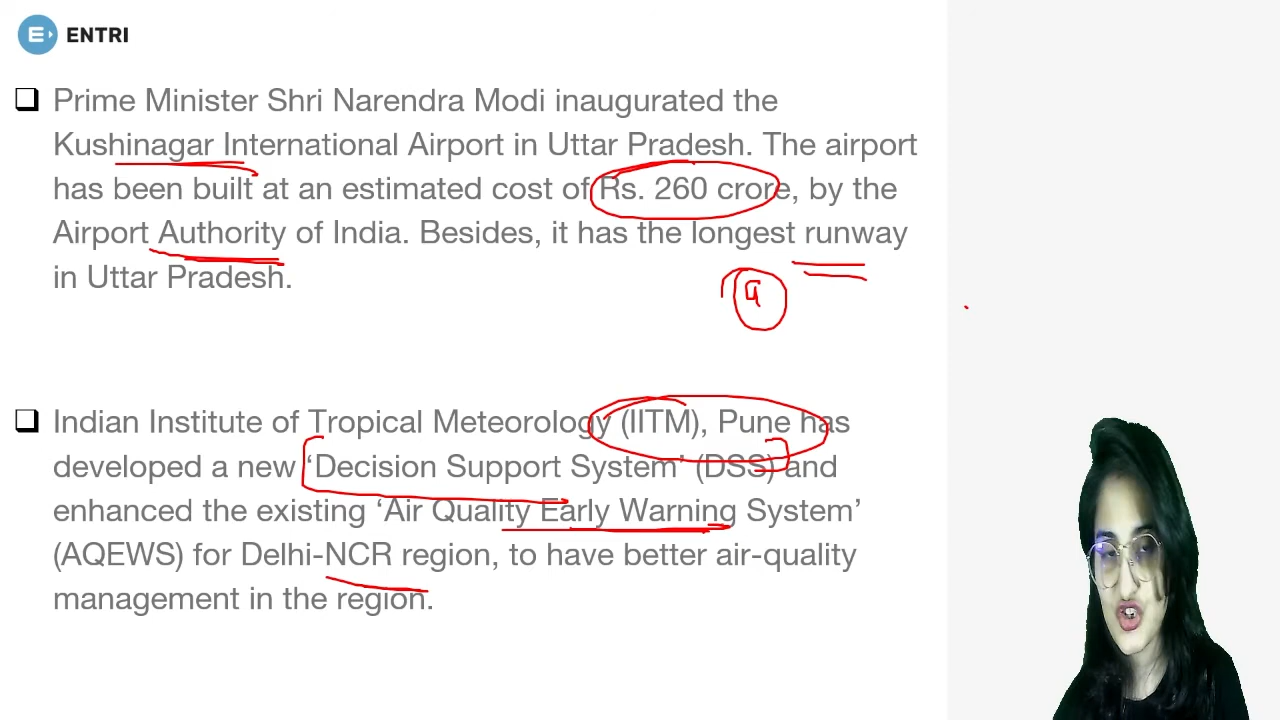 E ENTRI
Prime Minister Shri Narendra Modi inaugurated the
Kushinagar International Airport in Uttar Pradesh. The airport
has been built at an estimated cost of Rs. 260 crore, by the
Airport Authority of India. Besides, it has the longest runway
in Uttar Pradesh.
Indian Institute of Tropical Meteorology (IITM), Pune has
developed a new ‘Decision Support System’ (DSS) and
enhanced the existing ‘Air Quality Early Warning System’
(AQEWS) for Delhi-NCR region, to have better air-quality
management in the region.